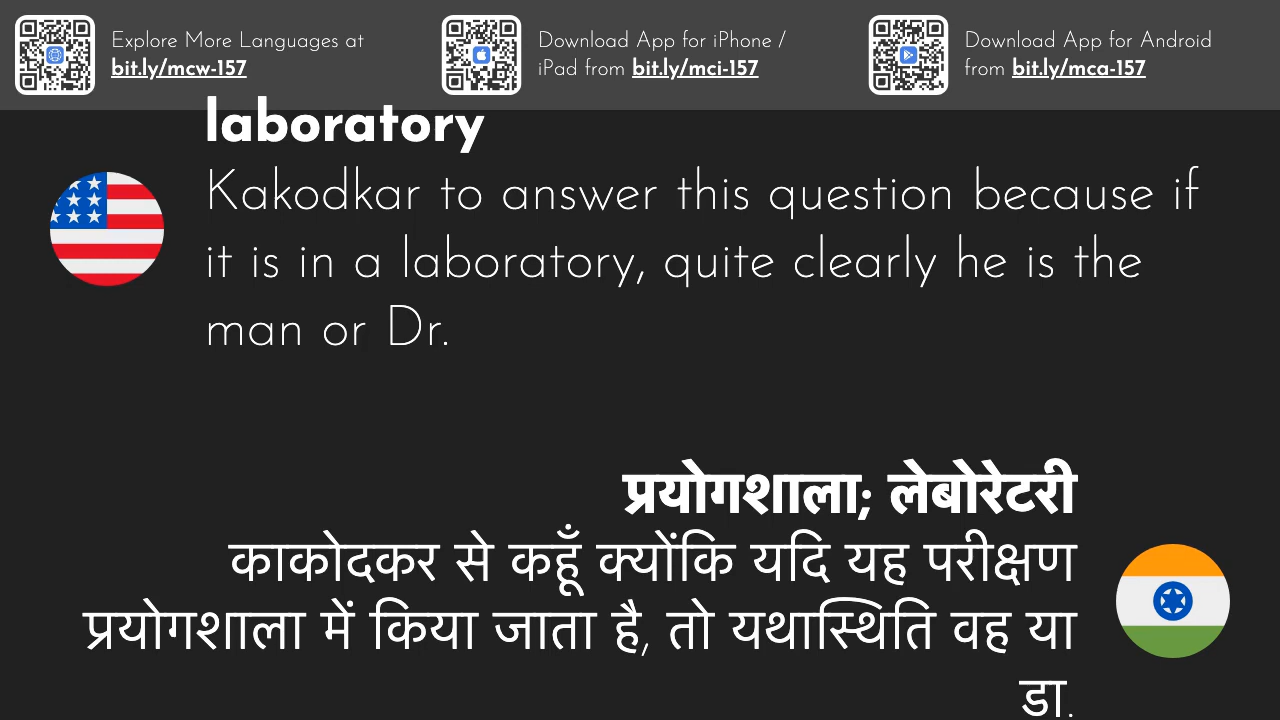 Explore More Languages at
bit.ly/mcw-157
Download App for iPhone /
iPad from bit.ly/mci-157
Download App for Android
from bit.ly/mca-157
laboratory
Kakodkar to answer this question because if
it is in a laboratory, quite clearly he is the
man or Dr.
प्रयोगशाला; लेबोरेटरी
काकोदकर से कहूँ क्योंकि यदि यह परीक्षण
प्रयोगशाला में किया जाता है, तो यथास्थिति वह या
डा.